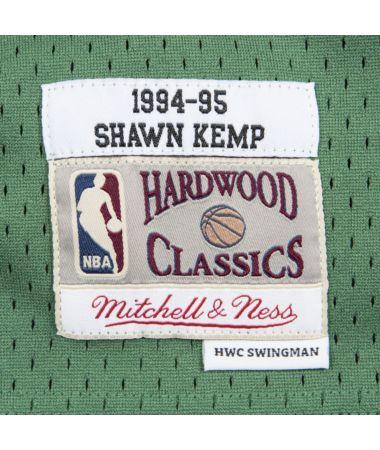 1994-95
SHAWN KEMP
HARDWOOD
CLASSICS
NBA
Mitchell & Ness
HWC SWINGMAN